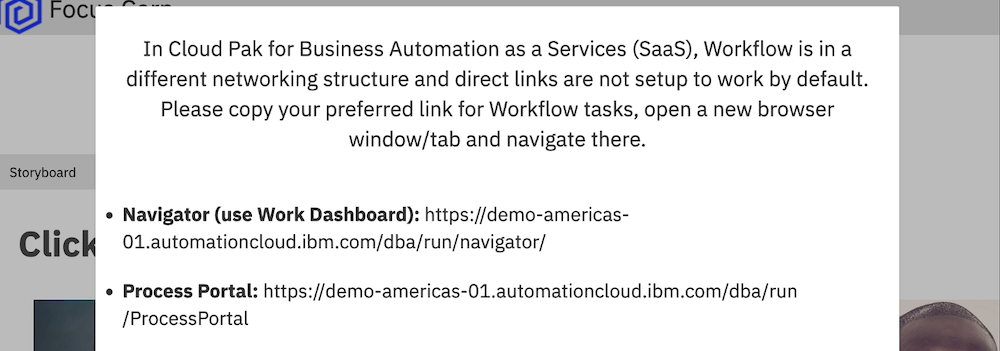 Focus Corp
In Cloud Pak for Business Automation as a Services (SaaS), Workflow is in a
different networking structure and direct links are not setup to work by default.
Please copy your preferred link for Workflow tasks, open a new browser
window/tab and navigate there.
Storyboard
• Navigator (use Work Dashboard): https://demo-americas-
01.automationcloud.ibm.com/dba/run/navigator/
Click
• Process Portal: https://demo-americas-01.automationcloud.ibm.com/dba/run
/ProcessPortal